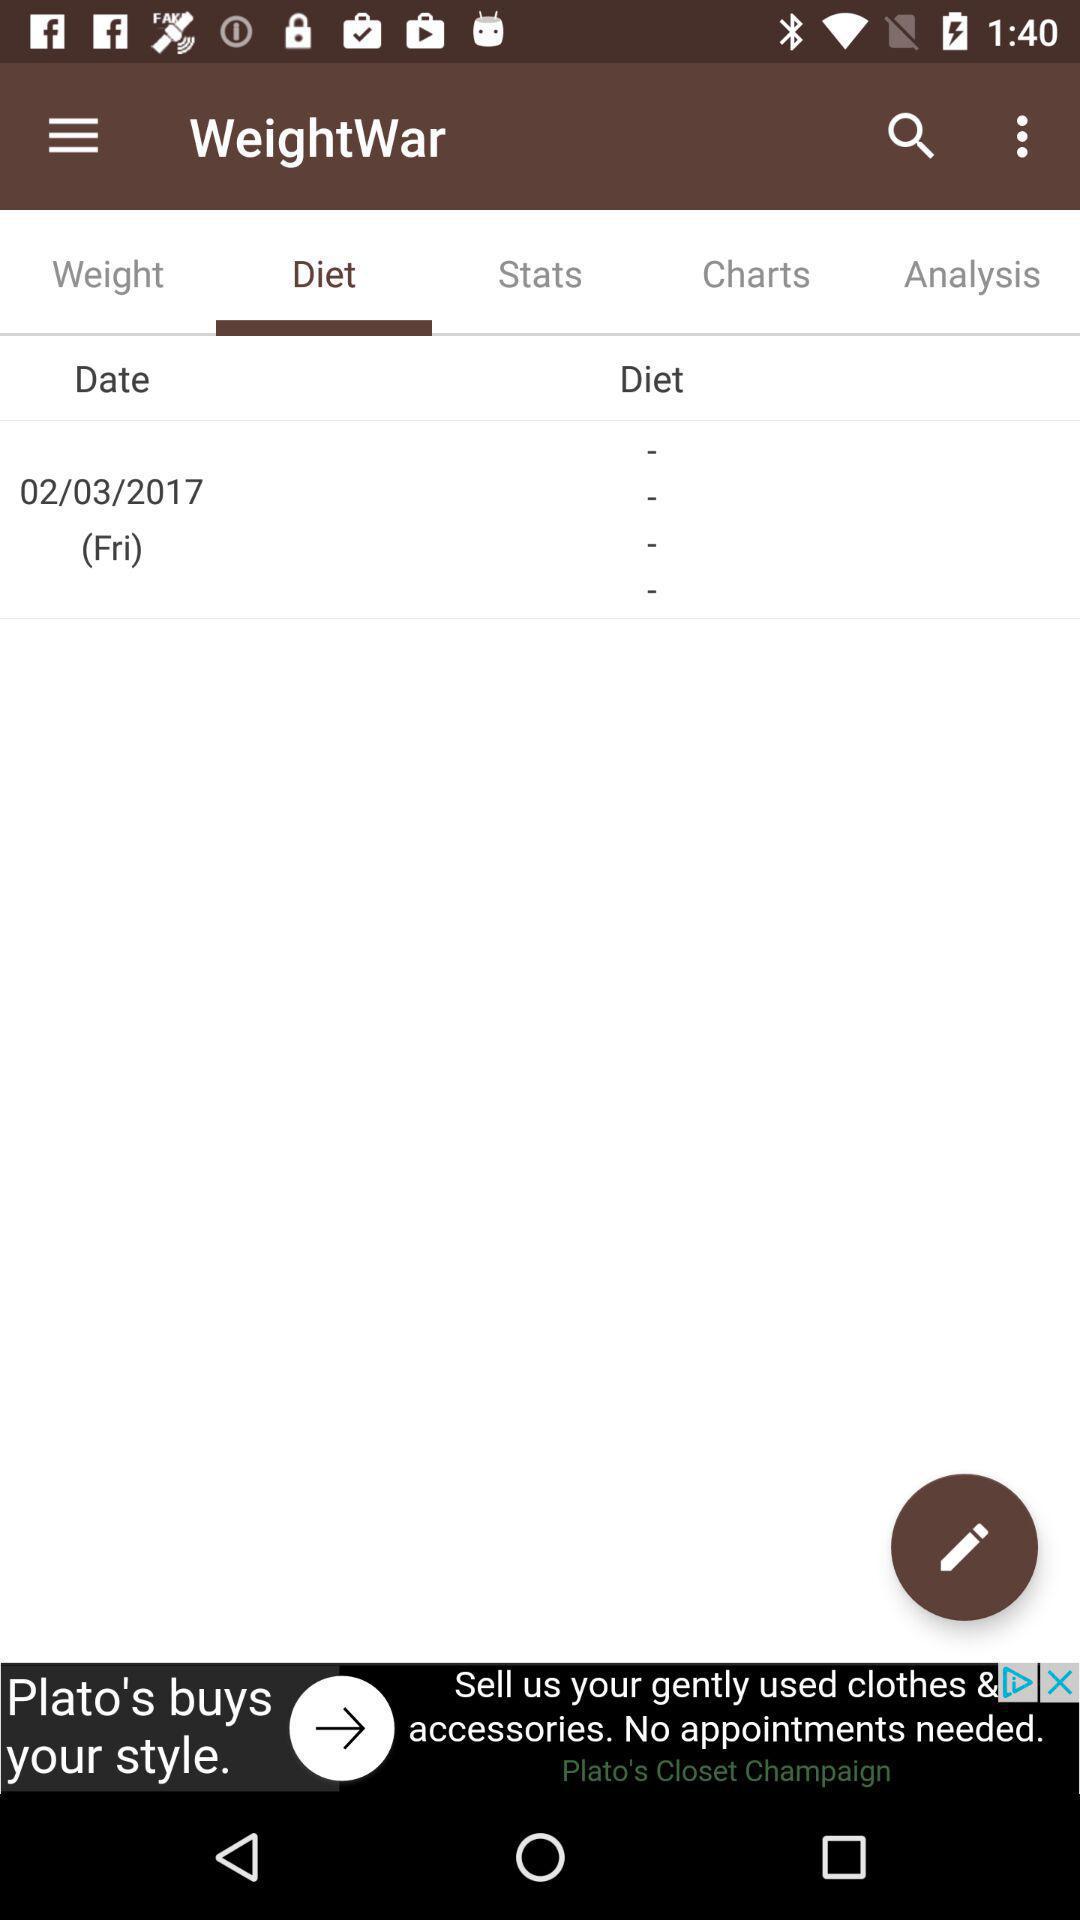 FAKE
1:40
WeightWar
Weight Diet Stats Charts Analysis
Date Diet
-
02/03/2017
-
(Fri)
-
-
Plato's buys
your style.
Sell us your gently used clothes &
accessories. No appointments needed.
Plato's Closet Champaign